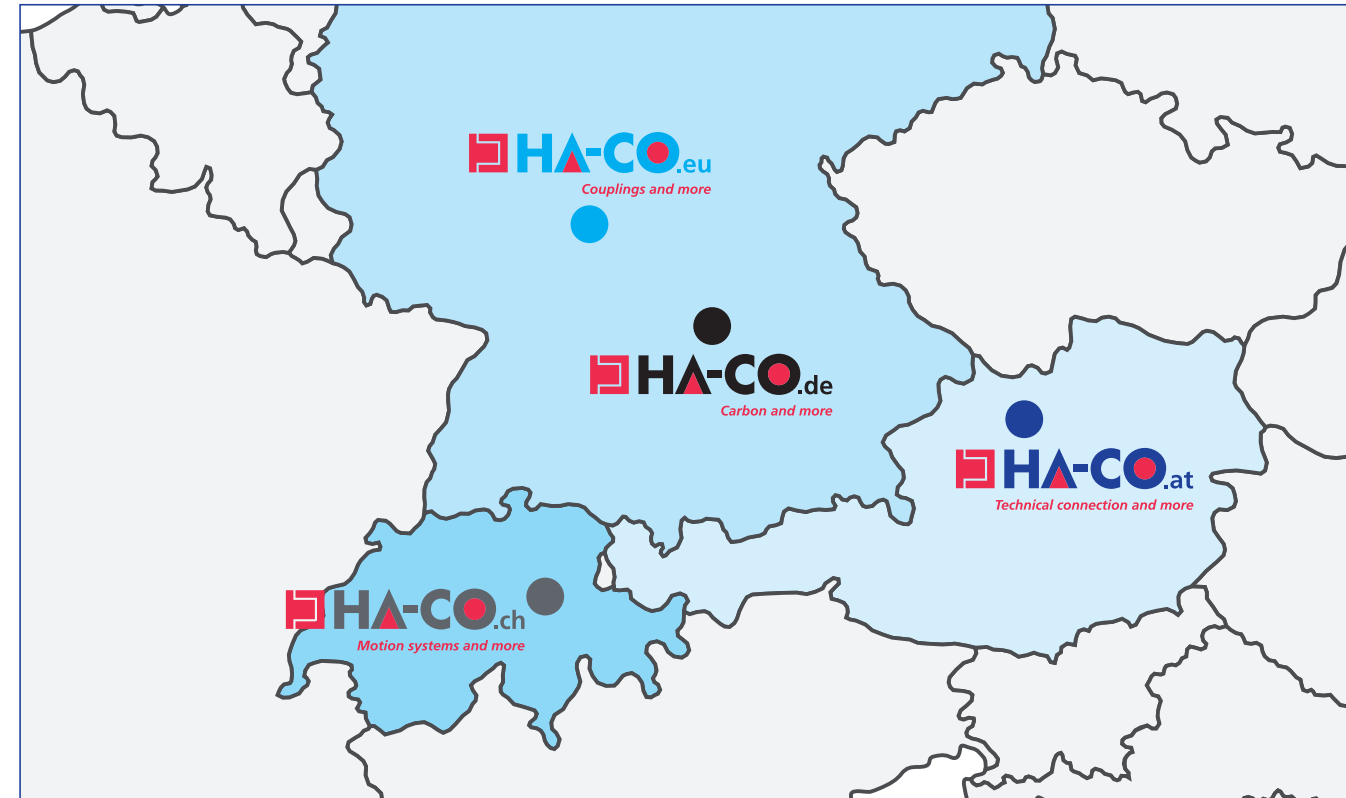 HA-CO.eu
Couplings and more
HA-CO.de
Carbon and more
HA-CO.at
Technical connection and more
HA-CO.ch
Motion systems and more